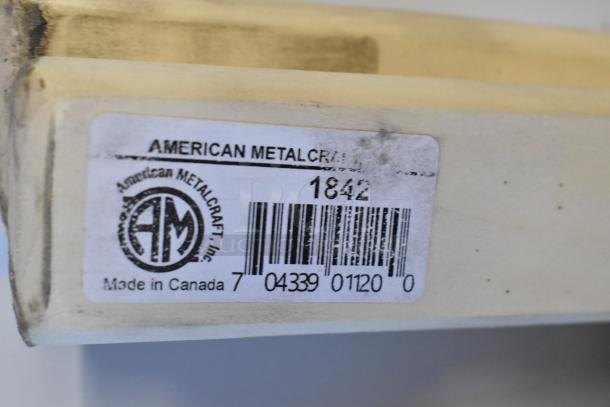 AMERICAN METALCRA
1842
American METALCRAFT, Inc.
AM
Made in Canada
7 04339 01120 0